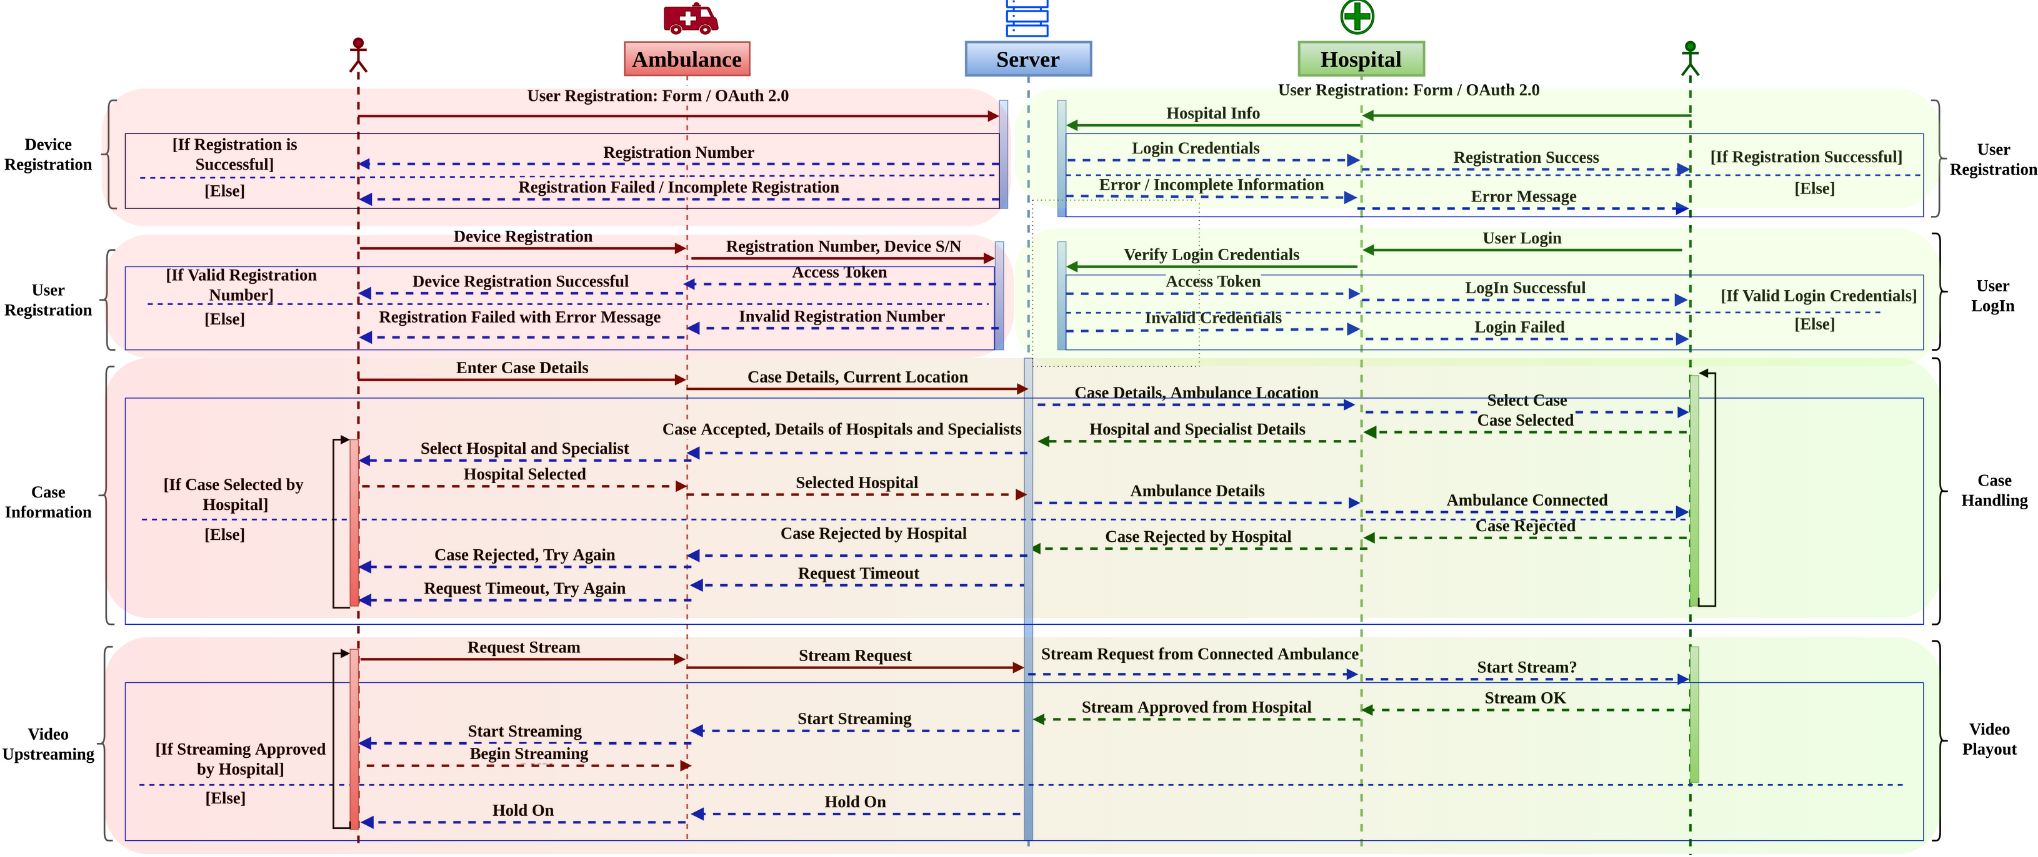 Ambulance
Server
Hospital
User Registration: Form / OAuth 2.0
User Registration: Form / OAuth 2.0
Hospital Info
Device
Registration
[If Registration is
Successful]
[Else]
Registration Number
Registration Failed / Incomplete Registration
Login Credentials
Registration Success
[If Registration Successful]
Error / Incomplete Information
Error Message
[Else]
User
Registration
Device Registration
Registration Number, Device S/N
User Login
Verify Login Credentials
User
Registration
[If Valid Registration
Number]
[Else]
Access Token
Device Registration Successful
Registration Failed with Error Message
Invalid Registration Number
Access Token
LogIn Successful
[If Valid Login Credentials]
Invalid Credentials
Login Failed
[Else]
User
LogIn
Enter Case Details
Case Details, Current Location
Case Details, Ambulance Location
Select Case
Case Selected
Case Accepted, Details of Hospitals and Specialists
Hospital and Specialist Details
Select Hospital and Specialist
Hospital Selected
Selected Hospital
Ambulance Details
Ambulance Connected
Case
Information
[If Case Selected by
Hospital]
[Else]
Case
Handling
Case Rejected
Case Rejected by Hospital
Case Rejected by Hospital
Case Rejected, Try Again
Request Timeout
Request Timeout, Try Again
Request Stream
Stream Request
Stream Request from Connected Ambulance
Start Stream?
Stream OK
Stream Approved from Hospital
Start Streaming
Start Streaming
Begin Streaming
Video
Upstreaming
[If Streaming Approved
by Hospital]
[Else]
Video
Playout
Hold On
Hold On